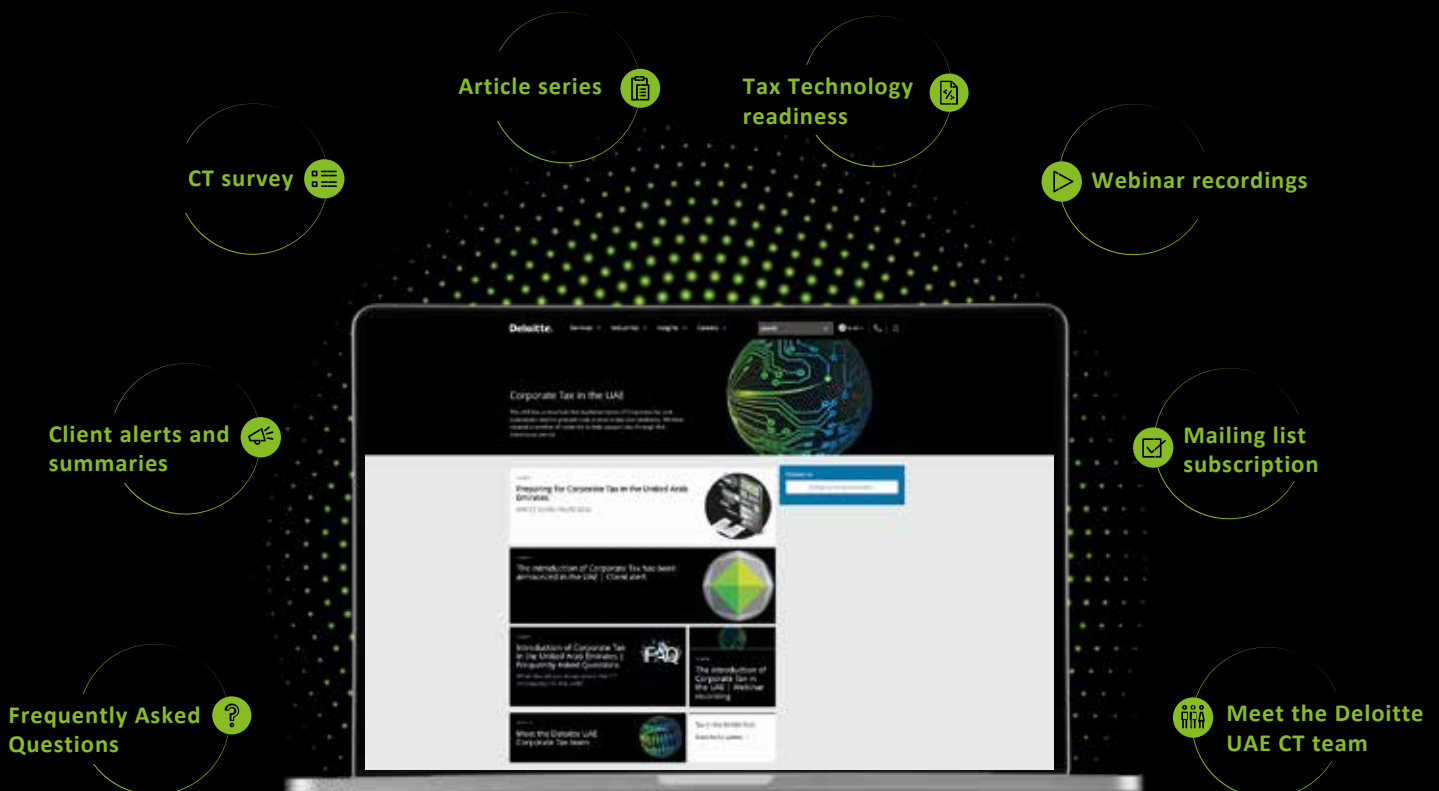 Article series
Tax Technology
readiness
CT survey
Webinar recordings
Client alerts and
summaries
Mailing list
subscription
Frequently Asked
Questions
Meet the Deloitte
UAE CT team
Deloitte.
Services
Industries
Insights
Careers
Corporate Tax in the UAE
Preparing for Corporate Tax in the United Arab
Emirates
The introduction of Corporate Tax has been
announced in the UAE | Client alert
Introduction of Corporate Tax
in the United Arab Emirates |
Frequently Asked Questions
FAQ
The introduction of
Corporate Tax in
the UAE | Webinar
recording
Meet the Deloitte UAE
Corporate Tax team